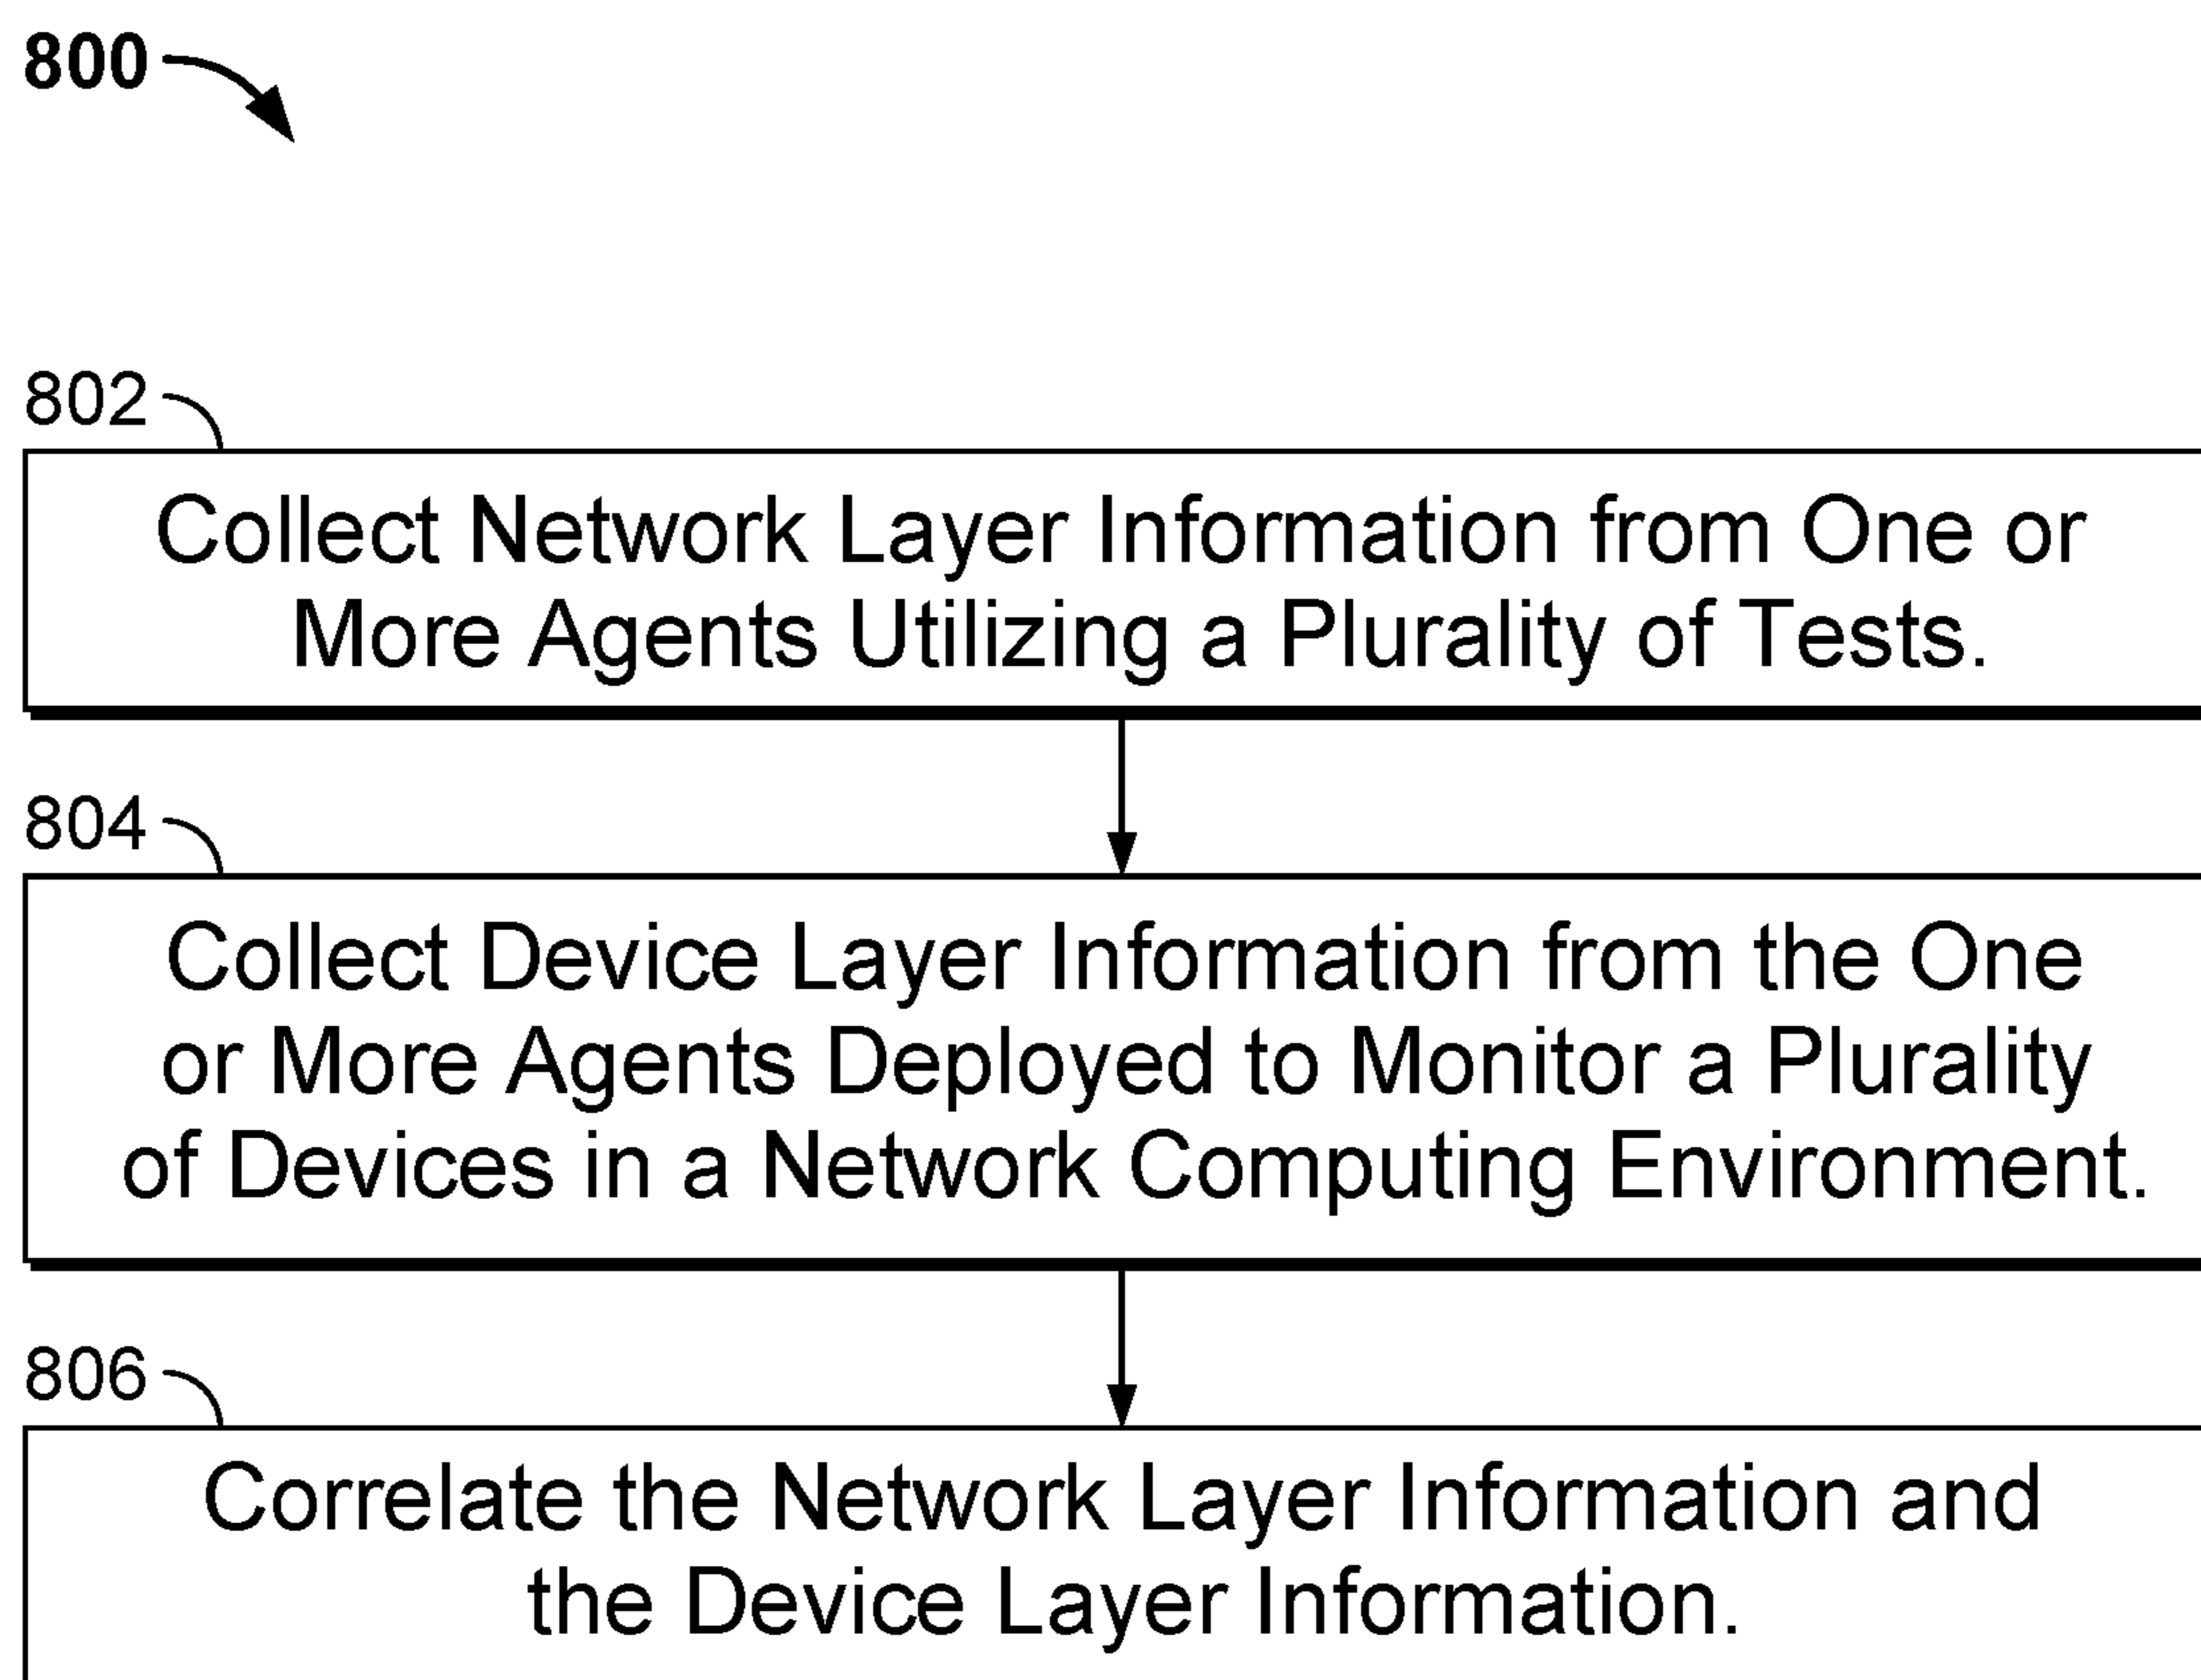 800
802
Collect Network Layer Information from One or
More Agents Utilizing a Plurality of Tests.
804
Collect Device Layer Information from the One
or More Agents Deployed to Monitor a Plurality
of Devices in a Network Computing Environment.
806
Correlate the Network Layer Information and
the Device Layer Information.